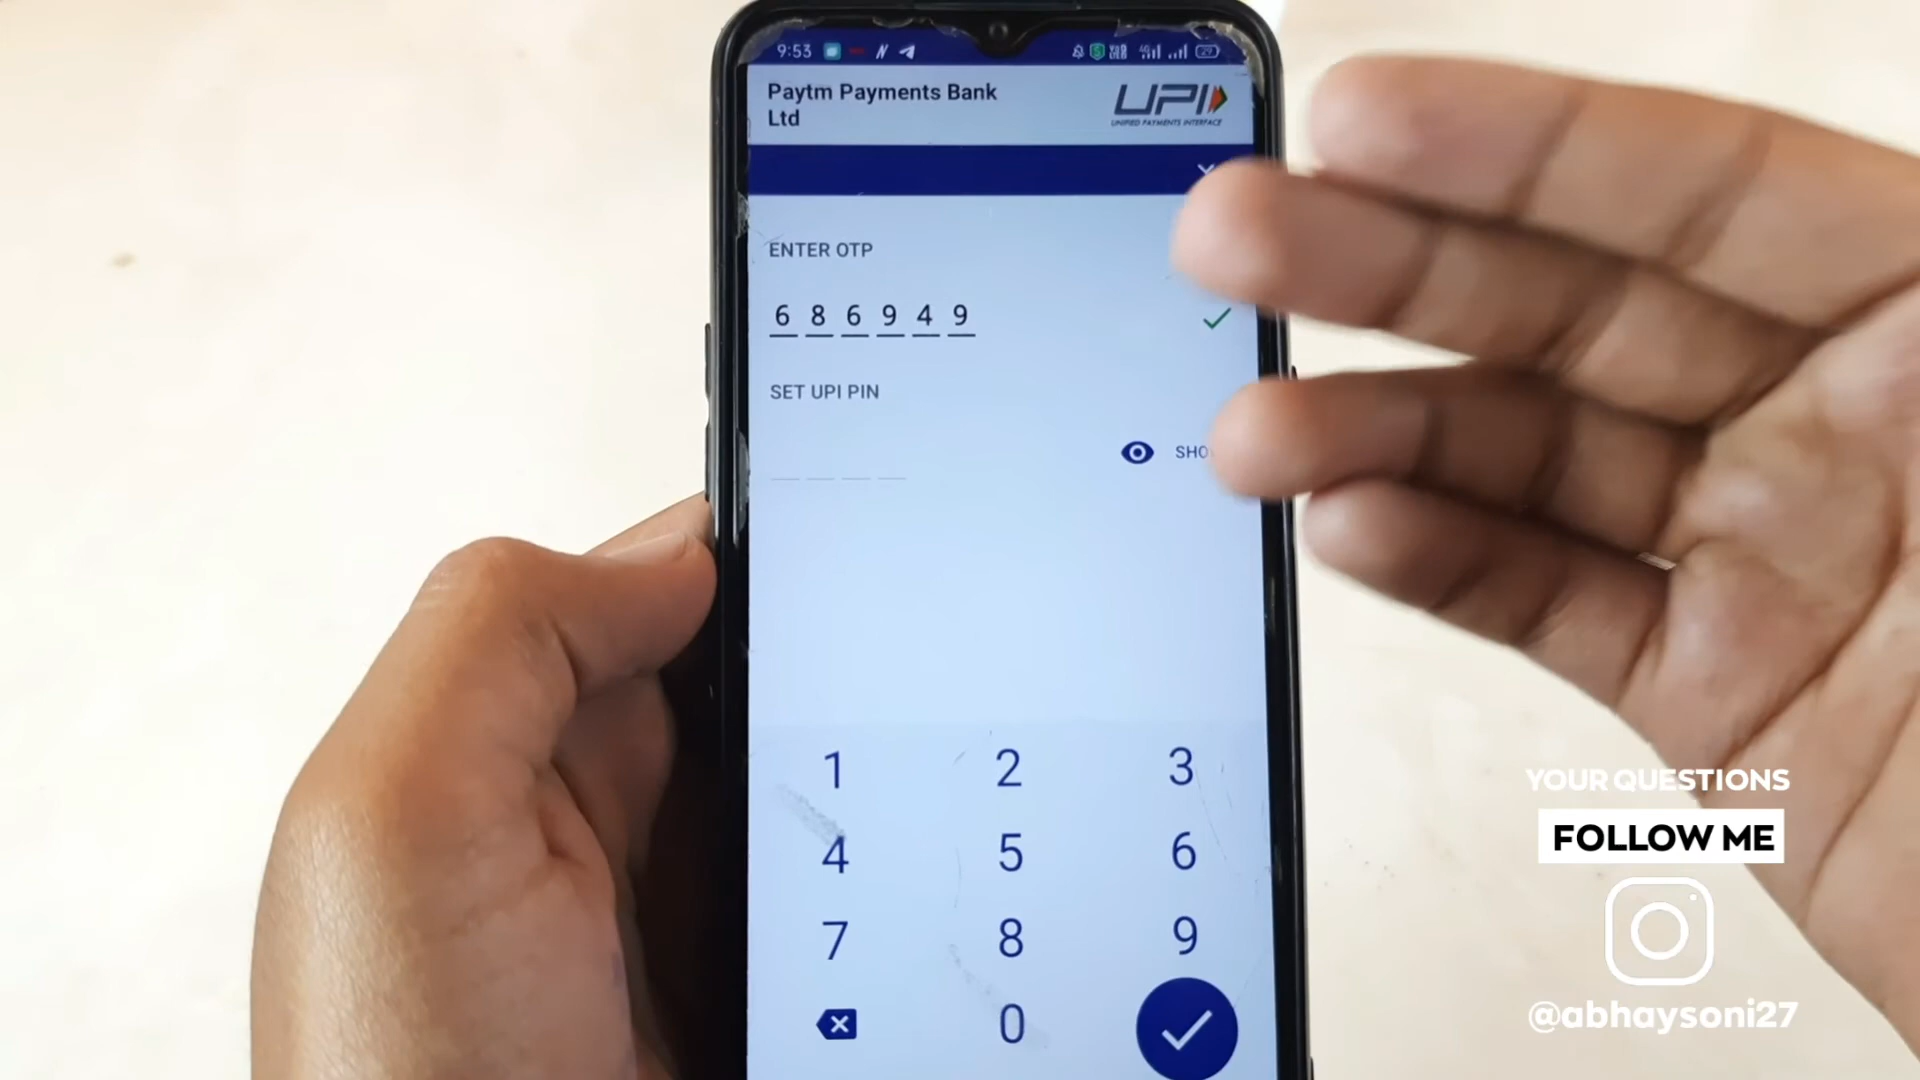 9:53
Paytm Payments Bank
Ltd
UPI
UNIFIED PAYMENTS INTERFACE
ENTER OTP
6 8 6 9 4 9
SET UPI PIN
SHO
1 2 3
4 5 6
7 8 9
0
YOUR QUESTIONS
FOLLOW ME
@abhaysoni27